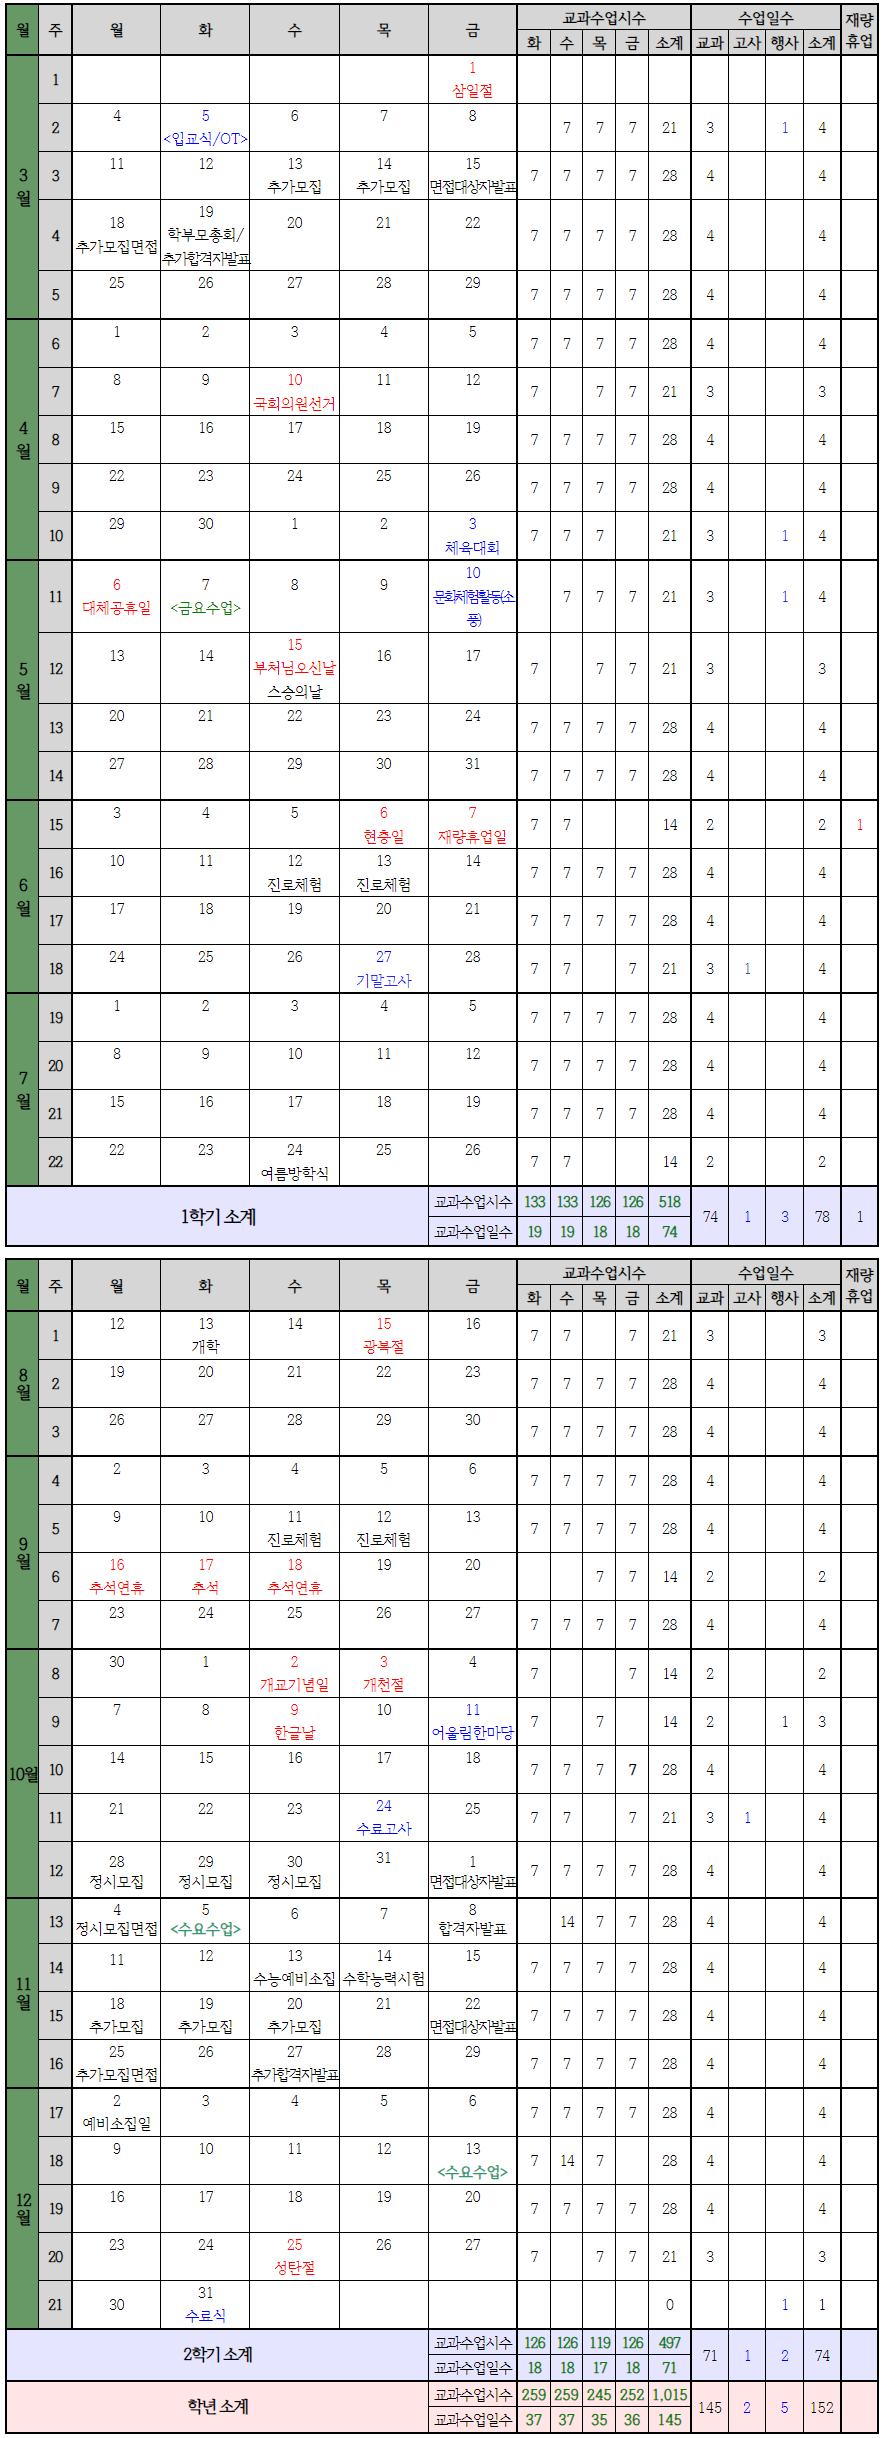 월 주 월 화 수 목 금 교과수업시수 수업일수 재량휴업
화 수 목 금 소계 교과 고사 행사 소계
3월
1 1 삼일절
2 4 5 <입교식/OT> 6 7 8 7 7 7 21 3 1 4
3 11 12 13 추가모집 14 추가모집 15 면접대상자발표 7 7 7 7 28 4 4
4 18 추가모집면접 19 학부모총회/추가합격자발표 20 21 22 7 7 7 7 28 4 4
5 25 26 27 28 29 7 7 7 7 28 4 4
4월
6 1 2 3 4 5 7 7 7 7 28 4 4
7 8 9 10 국회의원선거 11 12 7 7 7 21 3 3
8 15 16 17 18 19 7 7 7 7 28 4 4
9 22 23 24 25 26 7 7 7 7 28 4 4
10 29 30 1 2 3 체육대회 7 7 7 21 3 1 4
5월
11 6 대체공휴일 7 <금요수업> 8 9 10 문화체험활동(소풍) 7 7 7 21 3 1 4
12 13 14 15 부처님오신날 스승의날 16 17 7 7 7 21 3 3
13 20 21 22 23 24 7 7 7 7 28 4 4
14 27 28 29 30 31 7 7 7 7 28 4 4
6월
15 3 4 5 6 현충일 7 재량휴업일 7 7 14 2 2 1
16 10 11 12 진로체험 13 진로체험 14 7 7 7 7 28 4 4
17 17 18 19 20 21 7 7 7 7 28 4 4
18 24 25 26 27 기말고사 28 7 7 7 21 3 1 4
7월
19 1 2 3 4 5 7 7 7 7 28 4 4
20 8 9 10 11 12 7 7 7 7 28 4 4
21 15 16 17 18 19 7 7 7 7 28 4 4
22 22 23 24 여름방학식 25 26 7 7 14 2 2
1학기 소계 교과수업시수 133 133 126 126 518 74 1 3 78 1
교과수업일수 19 19 18 18 74
월 주 월 화 수 목 금 교과수업시수 수업일수 재량휴업
화 수 목 금 소계 교과 고사 행사 소계
8월
1 12 13 개학 14 15 광복절 16 7 7 7 21 3 3
2 19 20 21 22 23 7 7 7 7 28 4 4
3 26 27 28 29 30 7 7 7 7 28 4 4
9월
4 2 3 4 5 6 7 7 7 7 28 4 4
5 9 10 11 진로체험 12 진로체험 13 7 7 7 7 28 4 4
6 16 추석연휴 17 추석 18 추석연휴 19 20 7 7 14 2 2
7 23 24 25 26 27 7 7 7 7 28 4 4
10월
8 30 1 2 개교기념일 3 개천절 4 7 7 14 2 2
9 7 8 9 한글날 10 11 어울림한마당 7 7 14 2 1 3
10 14 15 16 17 18 7 7 7 7 28 4 4
11 21 22 23 24 수료고사 25 7 7 7 21 3 1 4
12 28 정시모집 29 정시모집 30 정시모집 31 1 면접대상자발표 7 7 7 7 28 4 4
11월
13 4 정시모집면접 5 <수요수업> 6 7 8 합격자발표 14 7 7 28 4 4
14 11 12 13 수능예비소집 14 수학능력시험 15 7 7 7 7 28 4 4
15 18 추가모집 19 추가모집 20 추가모집 21 22 면접대상자발표 7 7 7 7 28 4 4
16 25 추가모집면접 26 27 추가합격자발표 28 29 7 7 7 7 28 4 4
12월
17 2 예비소집일 3 4 5 6 7 7 7 7 28 4 4
18 9 10 11 12 13 <수요수업> 7 14 7 28 4 4
19 16 17 18 19 20 7 7 7 7 28 4 4
20 23 24 25 성탄절 26 27 7 7 7 21 3 3
21 30 31 수료식 0 1 1
2학기 소계 교과수업시수 126 126 119 126 497 71 1 2 74
교과수업일수 18 18 17 18 71
학년 소계 교과수업시수 259 259 245 252 1,015 145 2 5 152
교과수업일수 37 37 35 36 145